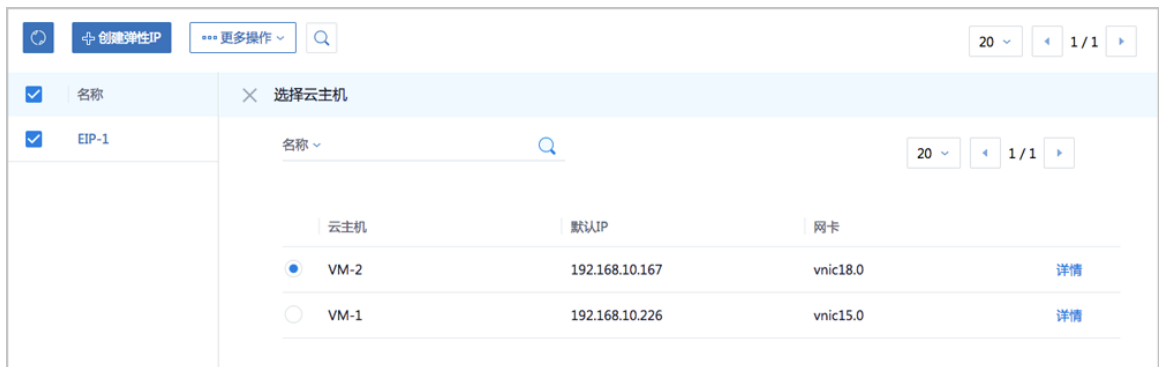 创建弹性IP 更多操作 20 1 / 1
名称 选择云主机
EIP-1 名称 20 1 / 1
云主机 默认IP 网卡
VM-2 192.168.10.167 vnic18.0 详情
VM-1 192.168.10.226 vnic15.0 详情